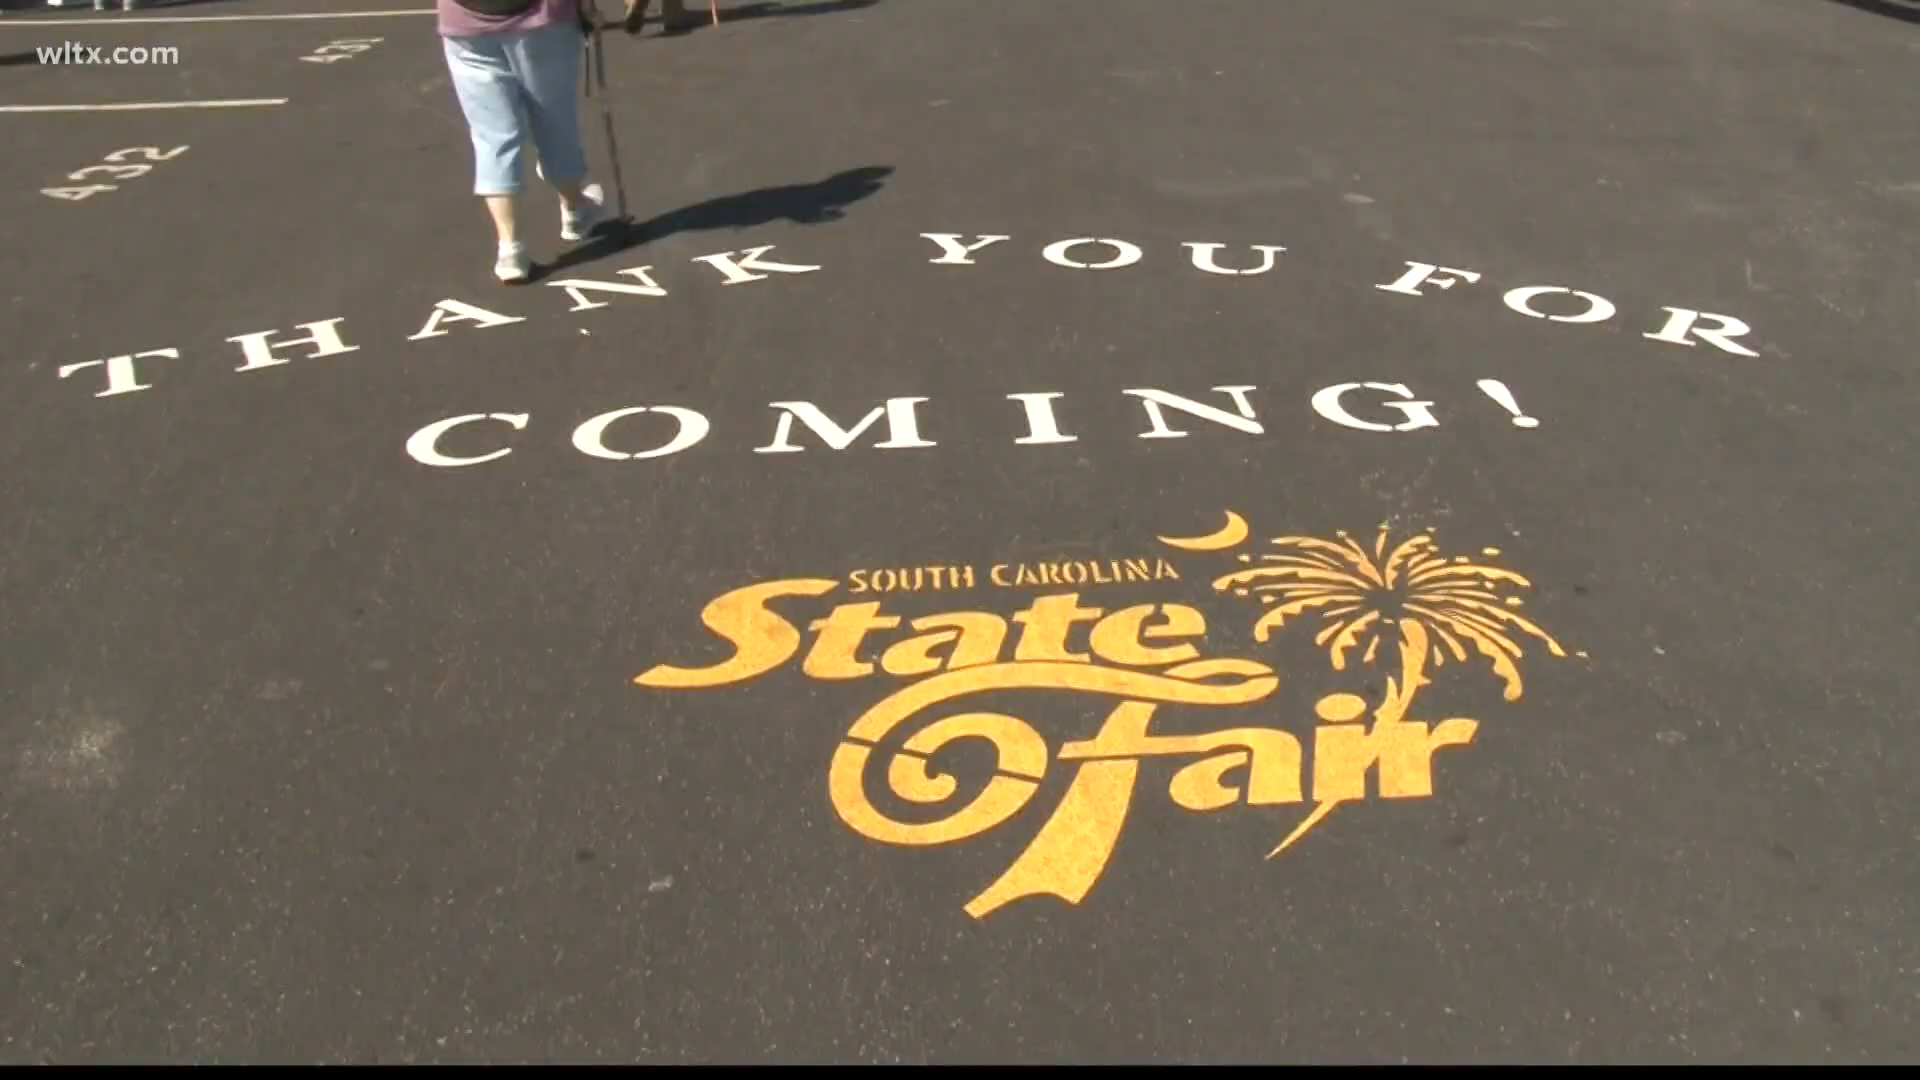 wltx.com
431
432
THANK YOU FOR
COMING!
SOUTH CAROLINA
State
Fair